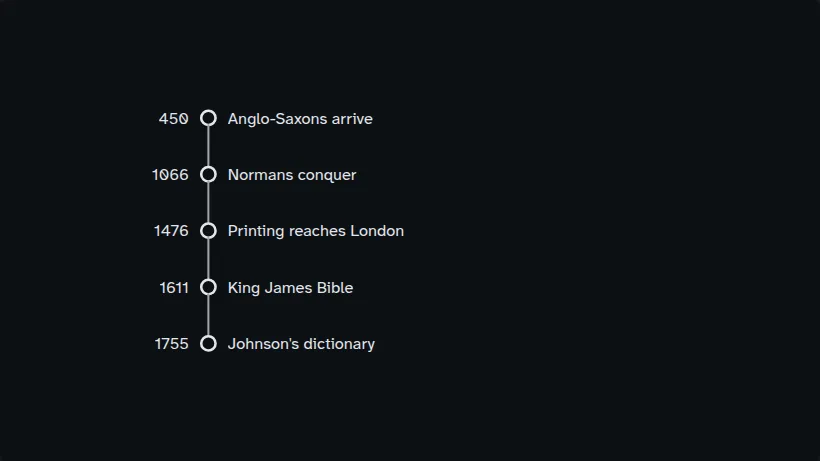 450 Anglo-Saxons arrive
1066 Normans conquer
1476 Printing reaches London
1611 King James Bible
1755 Johnson's dictionary